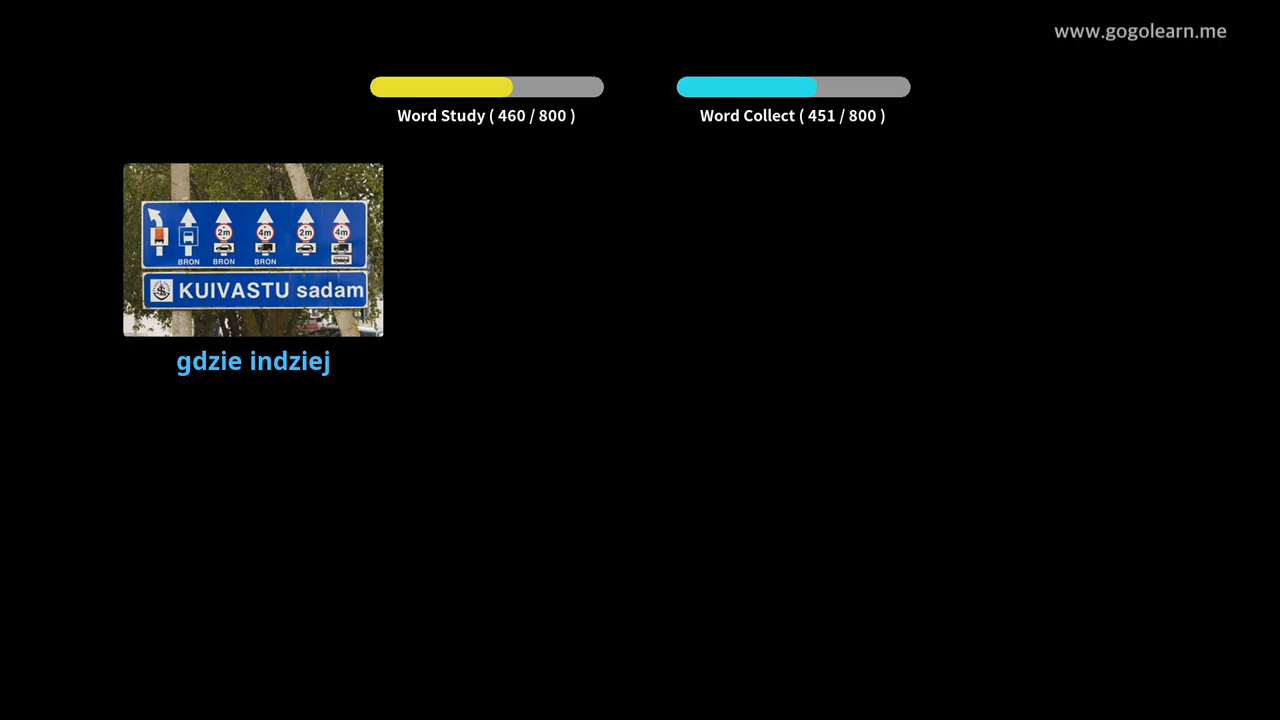 www.gogolearn.me
Word Study ( 460 / 800 )
Word Collect ( 451 / 800 )
2m 4m 2m 4m
BRON BRON BRON
KUIVASTU sadam
gdzie indziej